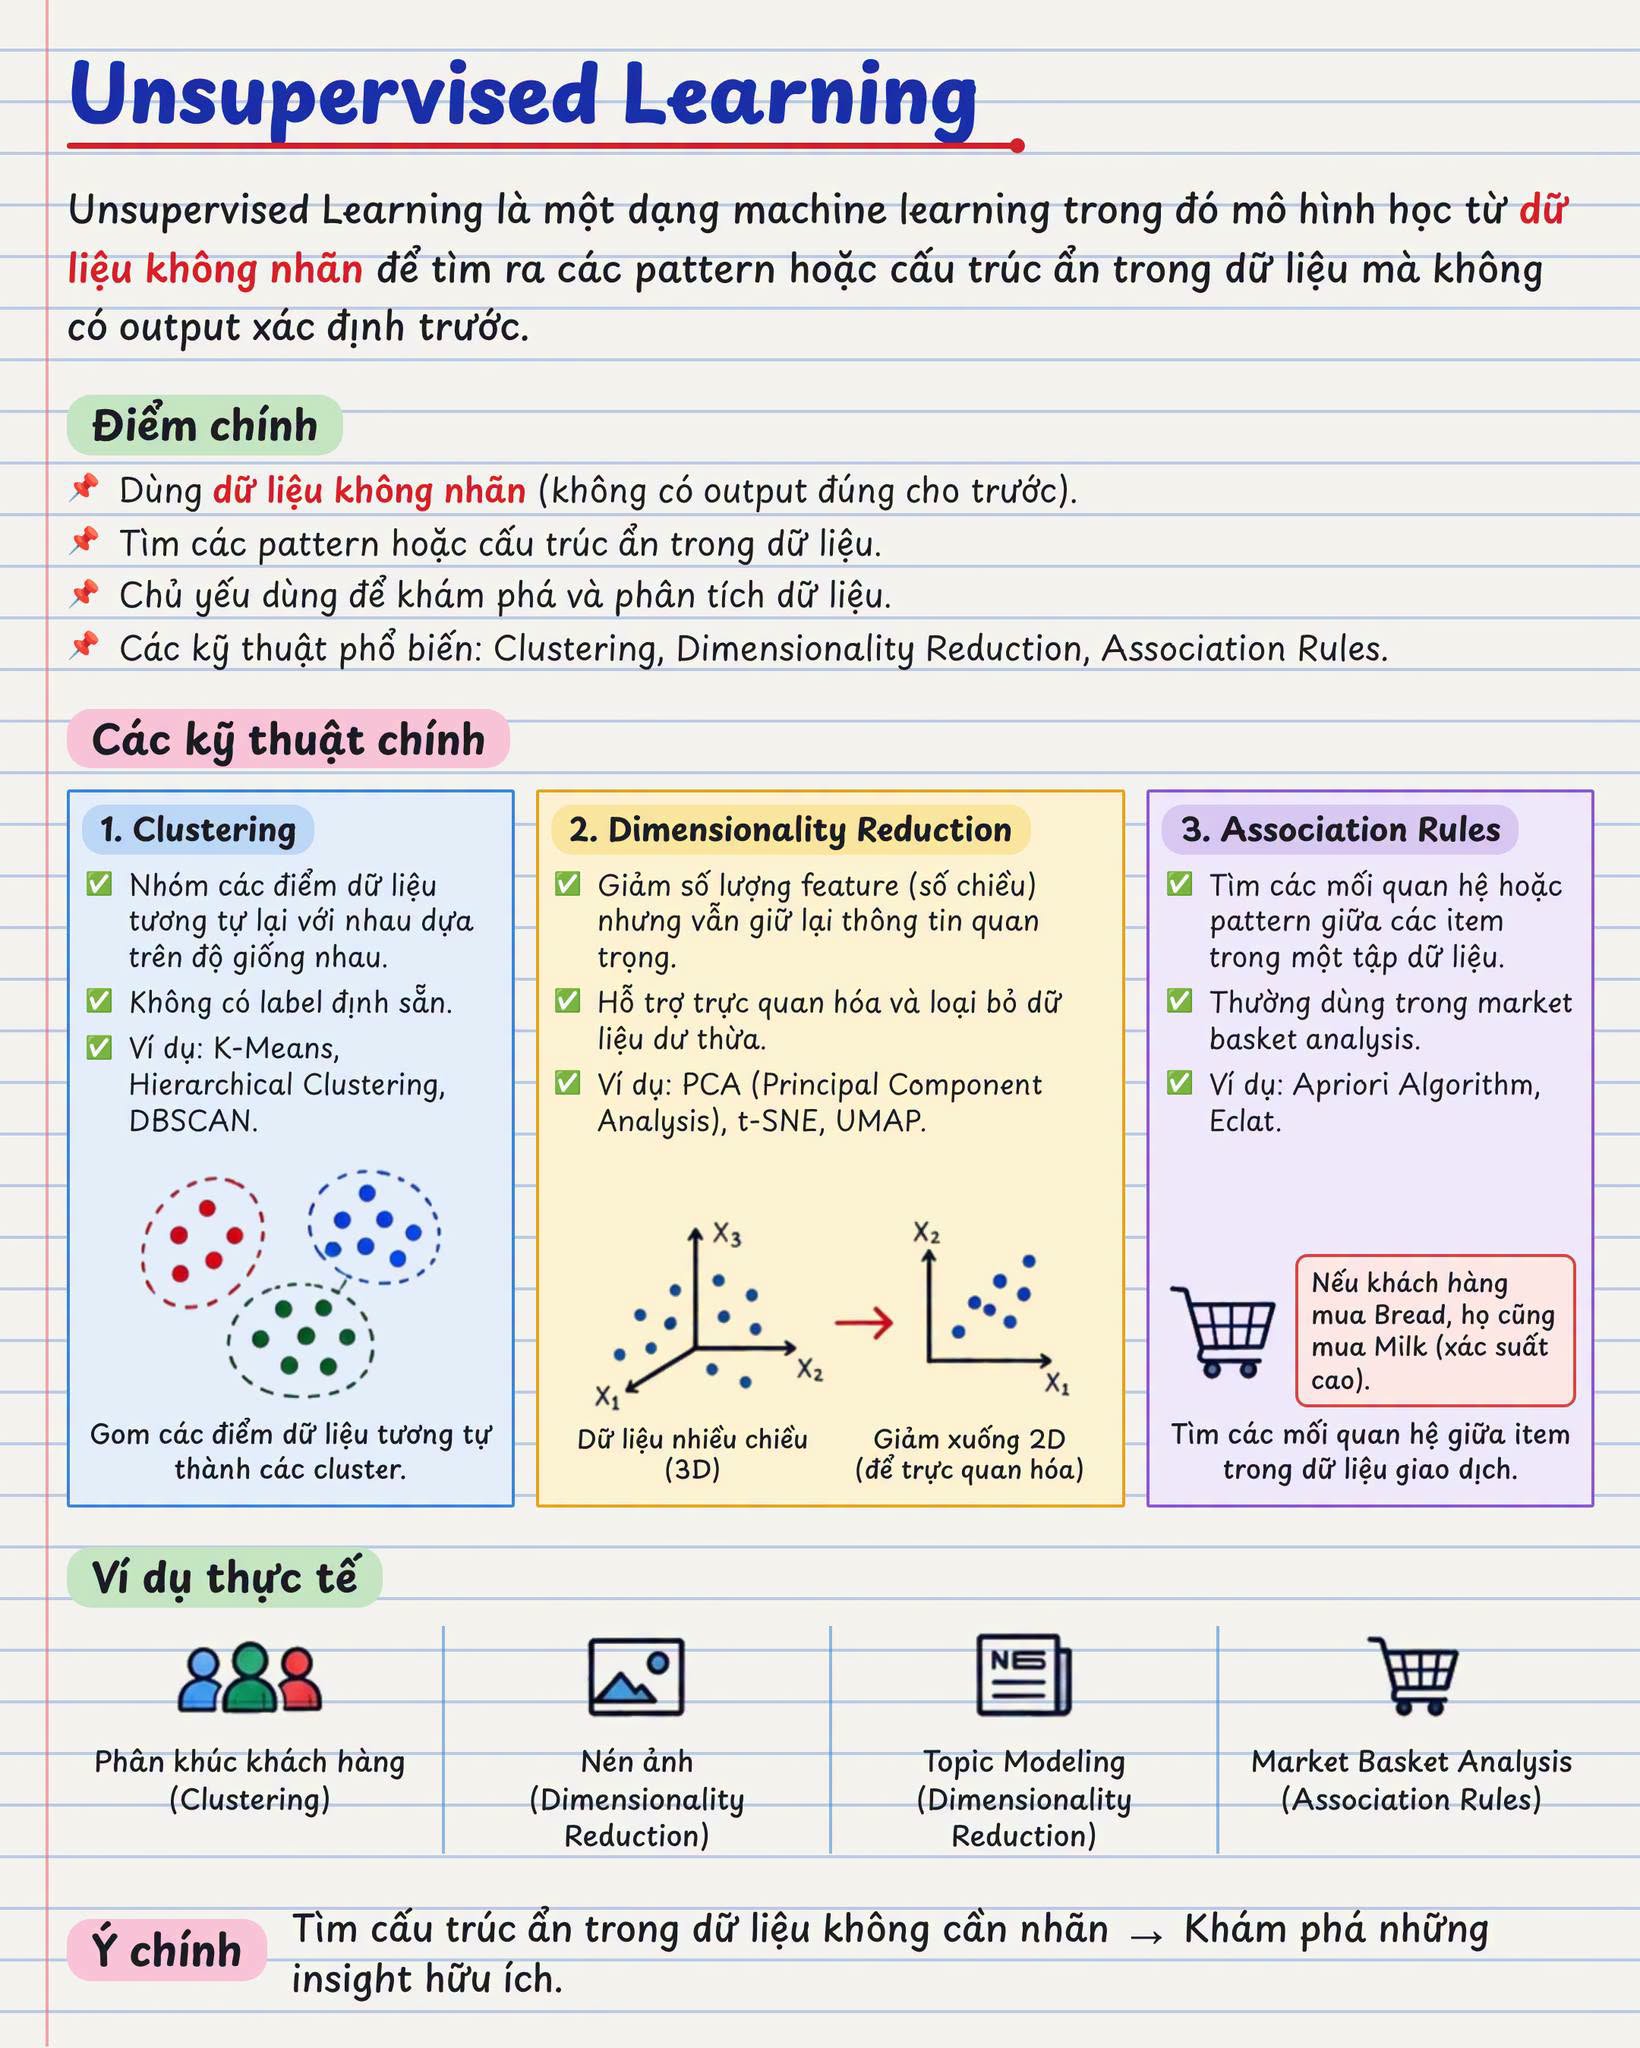 Unsupervised Learning
Unsupervised Learning là một dạng machine learning trong đó mô hình học từ dữ
liệu không nhãn để tìm ra các pattern hoặc cấu trúc ẩn trong dữ liệu mà không
có output xác định trước.
Điểm chính
Dùng dữ liệu không nhãn (không có output đúng cho trước).
Tìm các pattern hoặc cấu trúc ẩn trong dữ liệu.
Chủ yếu dùng để khám phá và phân tích dữ liệu.
Các kỹ thuật phổ biến: Clustering, Dimensionality Reduction, Association Rules.
Các kỹ thuật chính
1. Clustering
Nhóm các điểm dữ liệu
tương tự lại với nhau dựa
trên độ giống nhau.
Không có label định sẵn.
Ví dụ: K-Means,
Hierarchical Clustering,
DBSCAN.
Gom các điểm dữ liệu tương tự
thành các cluster.
2. Dimensionality Reduction
Giảm số lượng feature (số chiều)
nhưng vẫn giữ lại thông tin quan
trọng.
Hỗ trợ trực quan hóa và loại bỏ dữ
liệu dư thừa.
Ví dụ: PCA (Principal Component
Analysis), t-SNE, UMAP.
X₃
X₂
X₁
X₂
X₁
Dữ liệu nhiều chiều
(3D)
Giảm xuống 2D
(để trực quan hóa)
3. Association Rules
Tìm các mối quan hệ hoặc
pattern giữa các item
trong một tập dữ liệu.
Thường dùng trong market
basket analysis.
Ví dụ: Apriori Algorithm,
Eclat.
Nếu khách hàng
mua Bread, họ cũng
mua Milk (xác suất
cao).
Tìm các mối quan hệ giữa item
trong dữ liệu giao dịch.
Ví dụ thực tế
Phân khúc khách hàng
(Clustering)
Nén ảnh
(Dimensionality
Reduction)
Topic Modeling
(Dimensionality
Reduction)
Market Basket Analysis
(Association Rules)
Ý chính
Tìm cấu trúc ẩn trong dữ liệu không cần nhãn → Khám phá những
insight hữu ích.